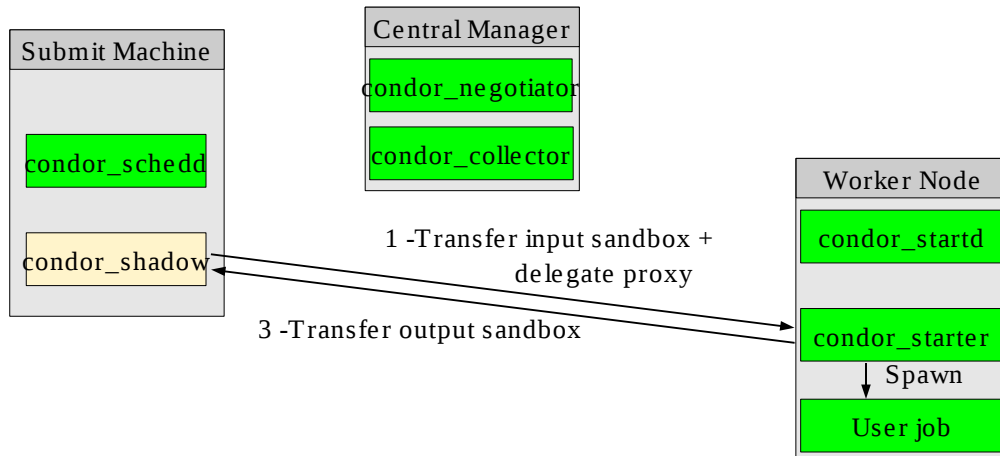 Submit Machine
condor_schedd
condor_shadow
Central Manager
condor_negotiator
condor_collector
1 -Transfer input sandbox +
delegate proxy
3 -Transfer output sandbox
Worker Node
condor_startd
condor_starter
Spawn
User job